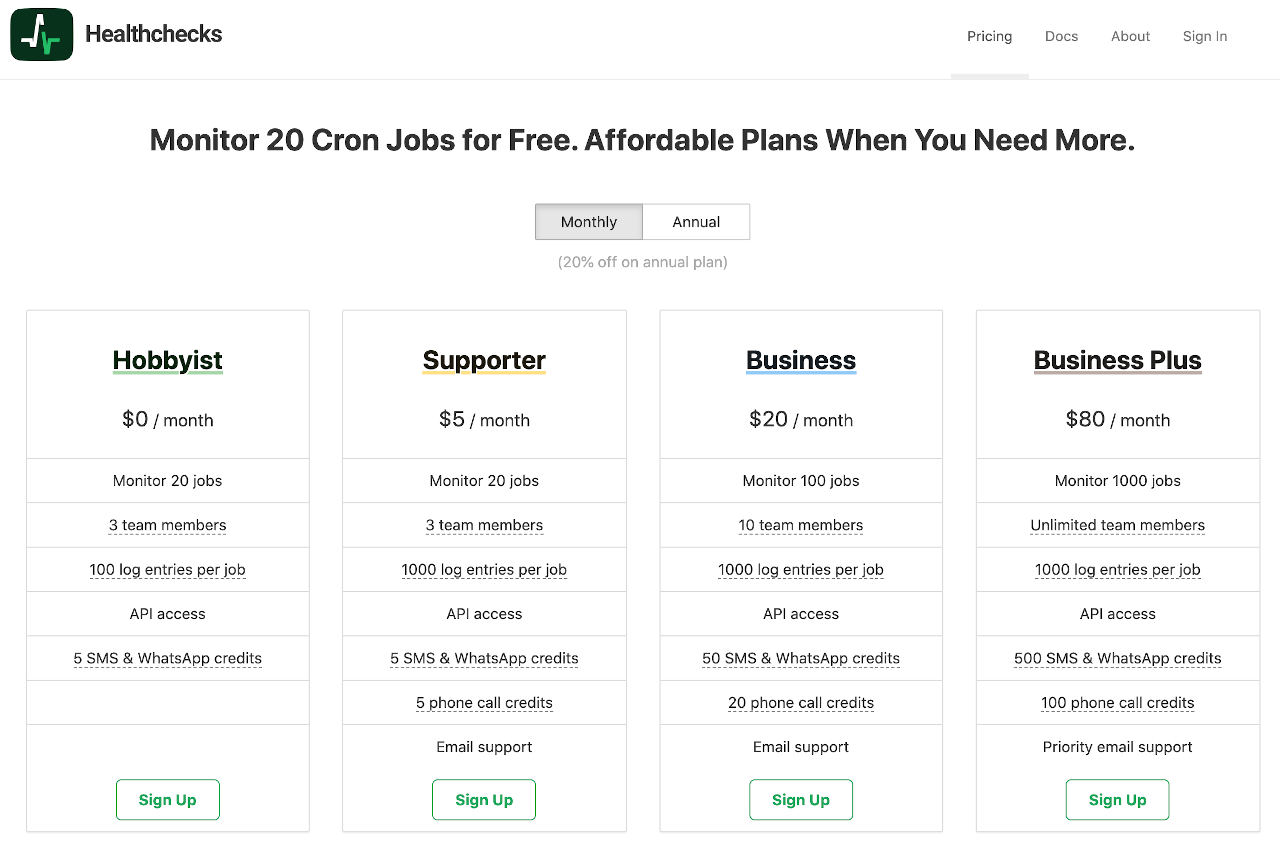 Healthchecks
Pricing
Docs
About
Sign In
Monitor 20 Cron Jobs for Free. Affordable Plans When You Need More.
Monthly
Annual
(20% off on annual plan)
Hobbyist
$0 / month
Monitor 20 jobs
3 team members
100 log entries per job
API access
5 SMS & WhatsApp credits
Sign Up
Supporter
$5 / month
Monitor 20 jobs
3 team members
1000 log entries per job
API access
5 SMS & WhatsApp credits
5 phone call credits
Email support
Sign Up
Business
$20 / month
Monitor 100 jobs
10 team members
1000 log entries per job
API access
50 SMS & WhatsApp credits
20 phone call credits
Email support
Sign Up
Business Plus
$80 / month
Monitor 1000 jobs
Unlimited team members
1000 log entries per job
API access
500 SMS & WhatsApp credits
100 phone call credits
Priority email support
Sign Up